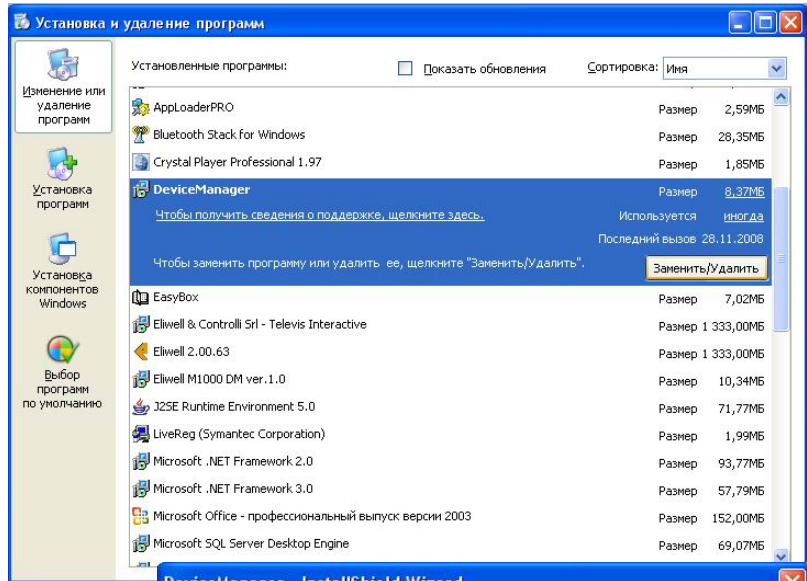 Установка и удаление программ
Изменение или
удаление
программ
Установка
программ
Установка
компонентов
Windows
Выбор
программ
по умолчанию
Установленные программы:
Показать обновления
Сортировка: Имя
AppLoaderPRO Размер 2,59МБ
Bluetooth Stack for Windows Размер 28,35МБ
Crystal Player Professional 1.97 Размер 1,85МБ
DeviceManager Размер 8,37МБ
Чтобы получить сведения о поддержке, щелкните здесь. Используется иногда
Последний вызов 28.11.2008
Чтобы заменить программу или удалить ее, щелкните "Заменить/Удалить". Заменить/Удалить
EasyBox Размер 7,02МБ
Eliwell & Controlli Srl - Televis Interactive Размер 1 333,00МБ
Eliwell 2.00.63 Размер 1 333,00МБ
Eliwell M1000 DM ver.1.0 Размер 10,34МБ
J2SE Runtime Environment 5.0 Размер 71,77МБ
LiveReg (Symantec Corporation) Размер 1,99МБ
Microsoft .NET Framework 2.0 Размер 93,77МБ
Microsoft .NET Framework 3.0 Размер 57,79МБ
Microsoft Office - профессиональный выпуск версии 2003 Размер 152,00МБ
Microsoft SQL Server Desktop Engine Размер 69,07МБ
DeviceManager - InstallShield Wizard